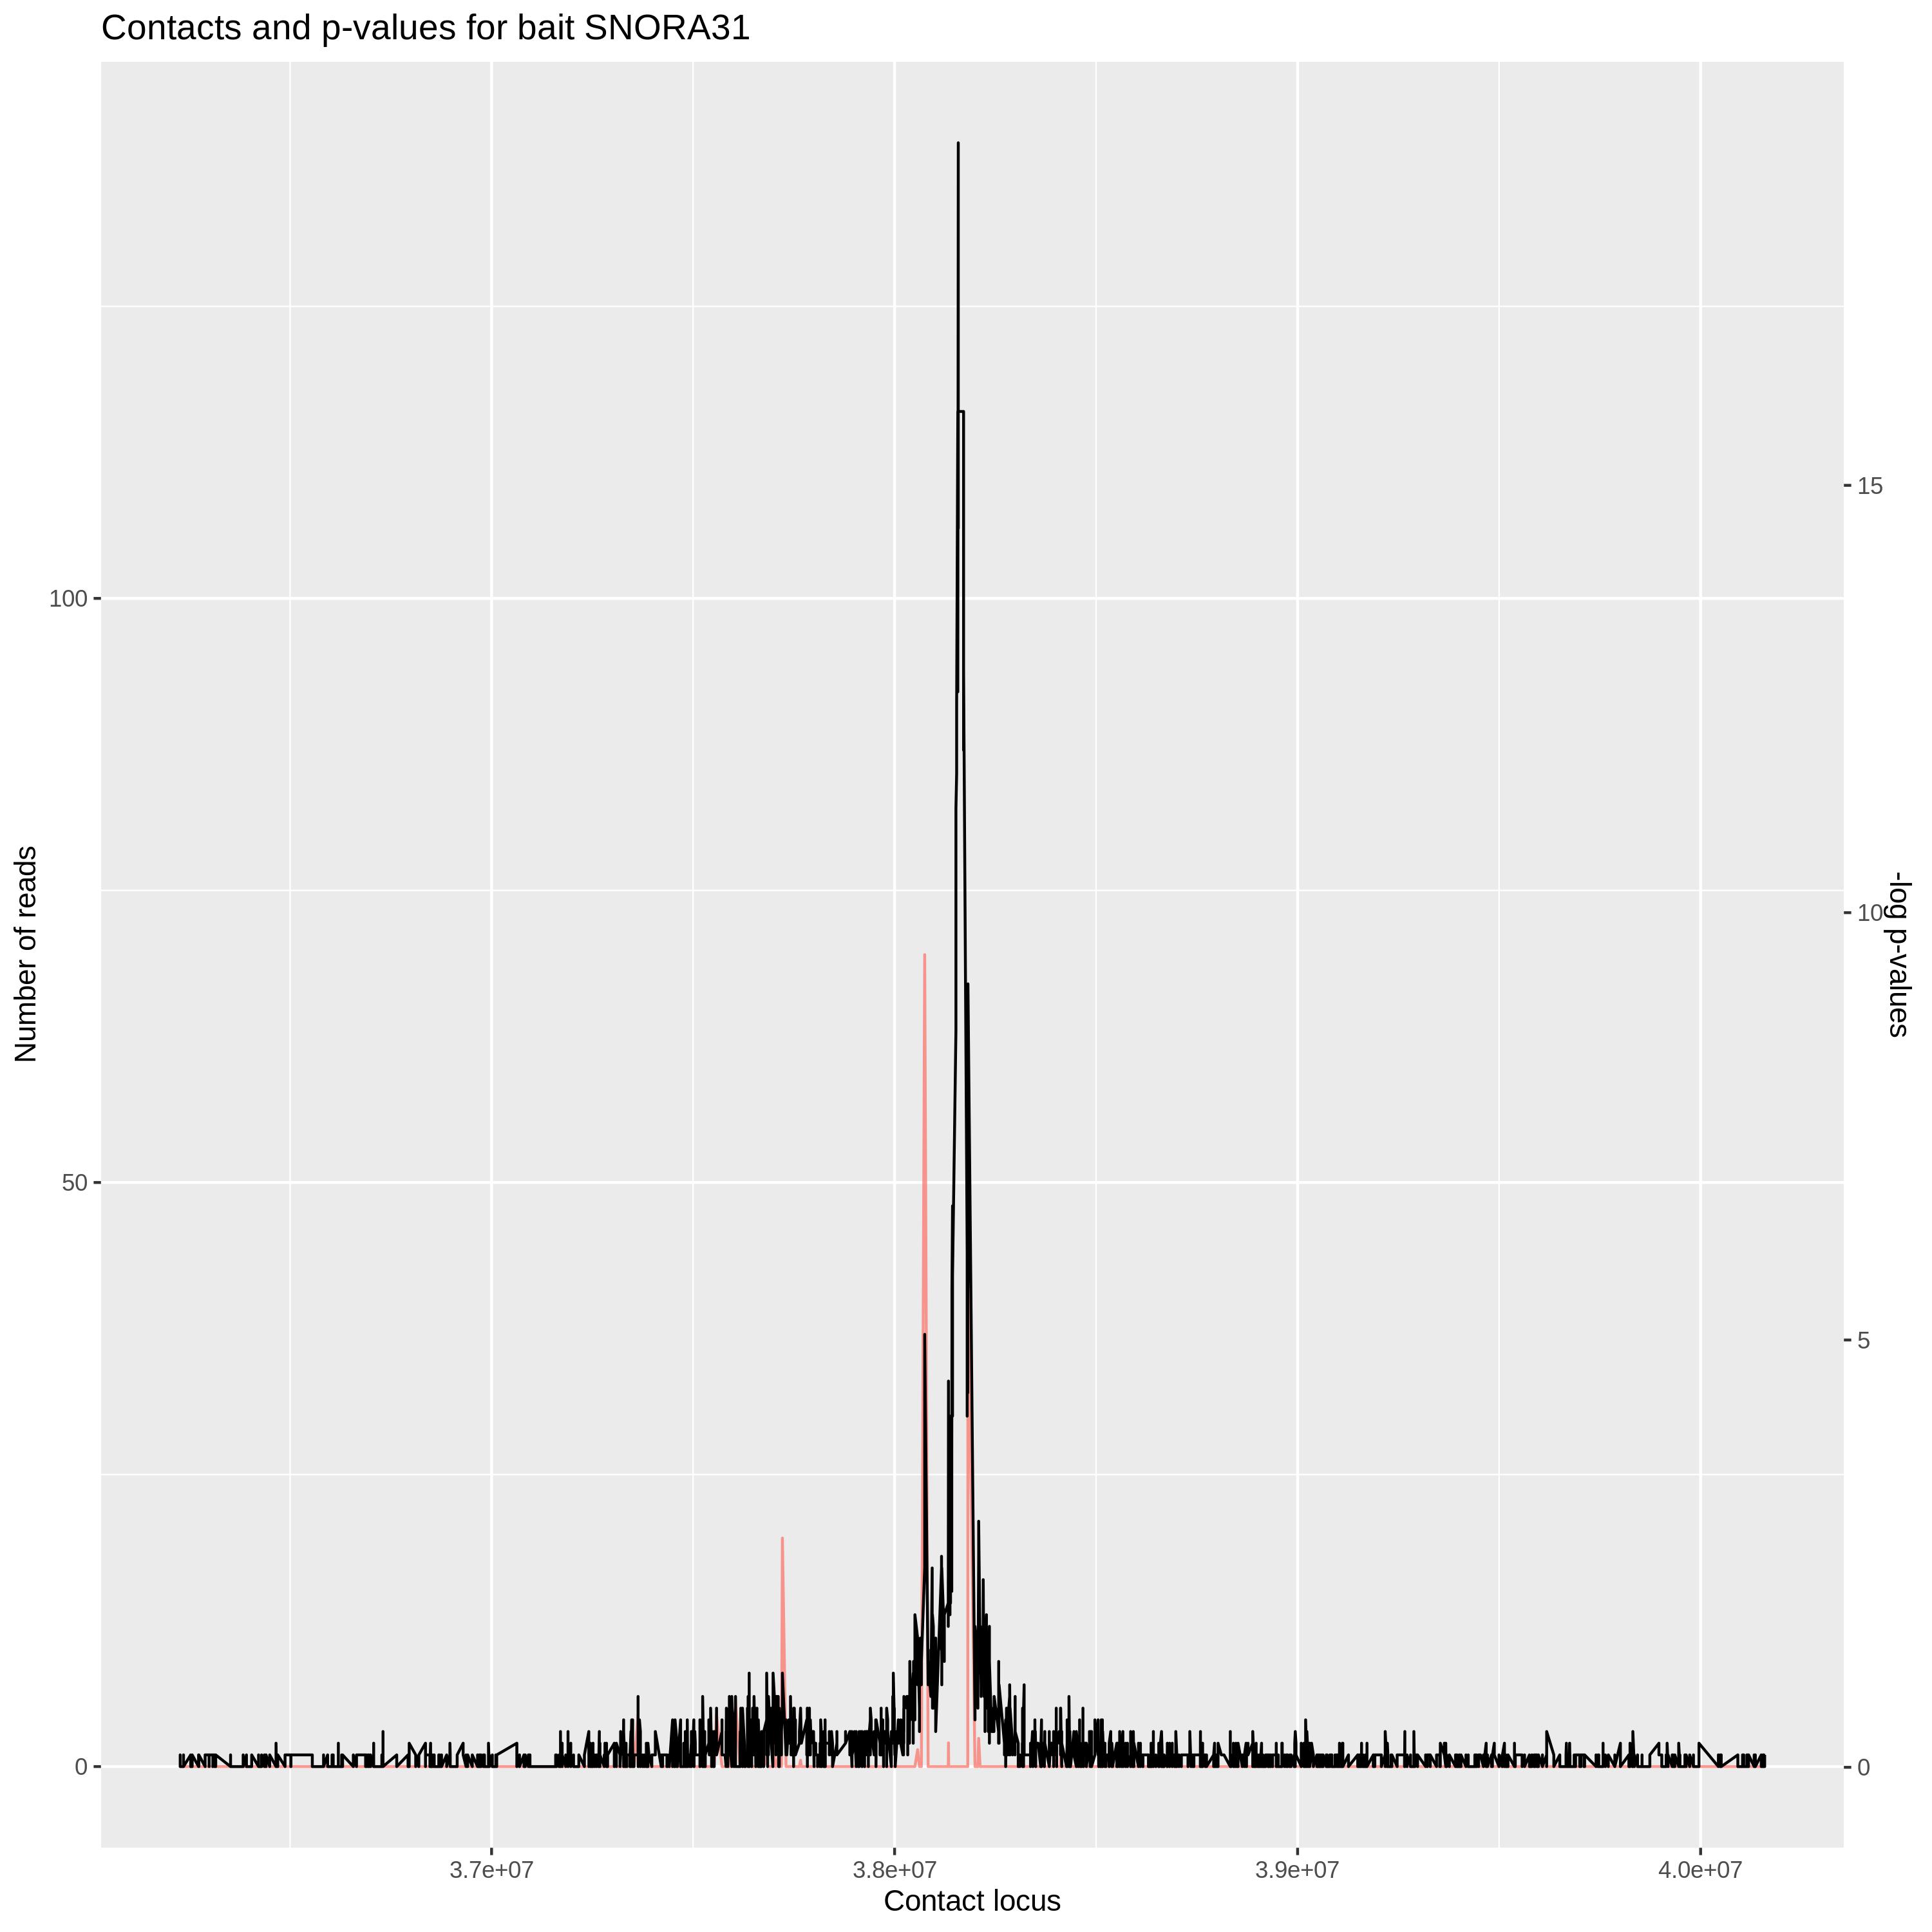 Contacts and p-values for bait SNORA31
Number of reads
100
50
0
15
10
5
0
-log p-values
3.7e+07 3.8e+07 3.9e+07 4.0e+07
Contact locus